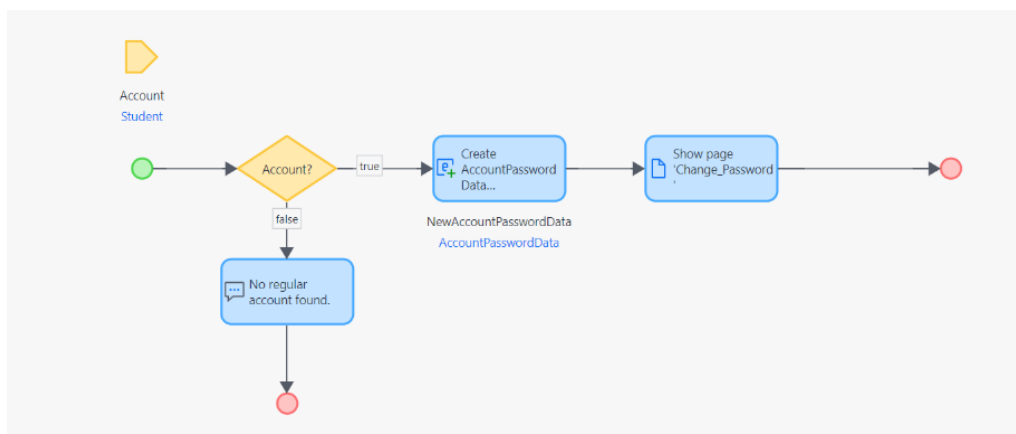 Account
Student
Account?
true
Create
AccountPassword
Data...
Show page
'Change_Password
'
false
NewAccountPasswordData
AccountPasswordData
No regular
account found.